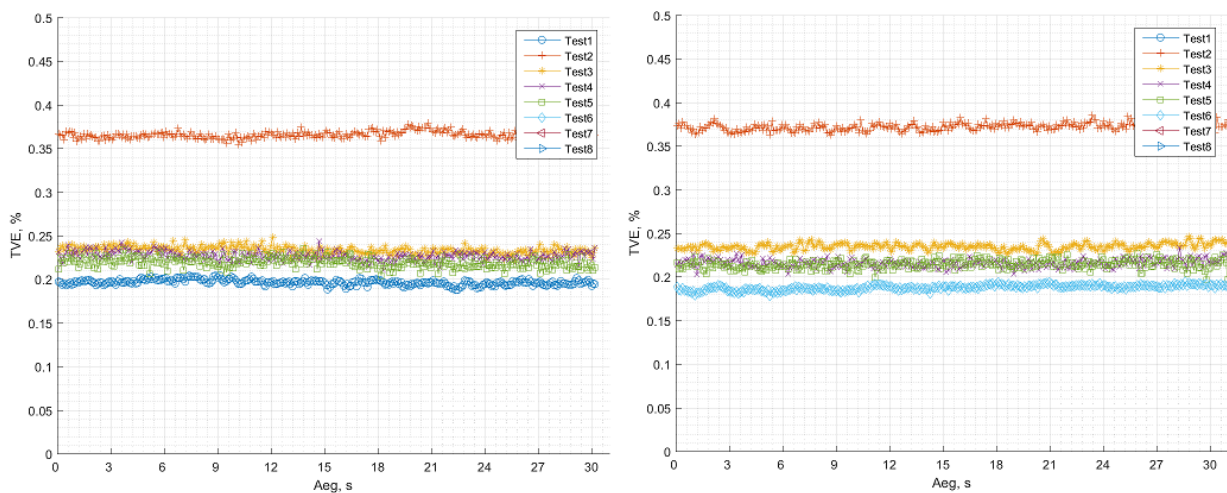 0.5
0.45
0.4
0.35
0.3
0.25
0.2
0.15
0.1
0.05
0
TVE, %
0 3 6 9 12 15 18 21 24 27 30
Aeg, s
Test1
Test2
Test3
Test4
Test5
Test6
Test7
Test8
0.5
0.45
0.4
0.35
0.3
0.25
0.2
0.15
0.1
0.05
0
TVE, %
0 3 6 9 12 15 18 21 24 27 30
Aeg, s
Test1
Test2
Test3
Test4
Test5
Test6
Test7
Test8